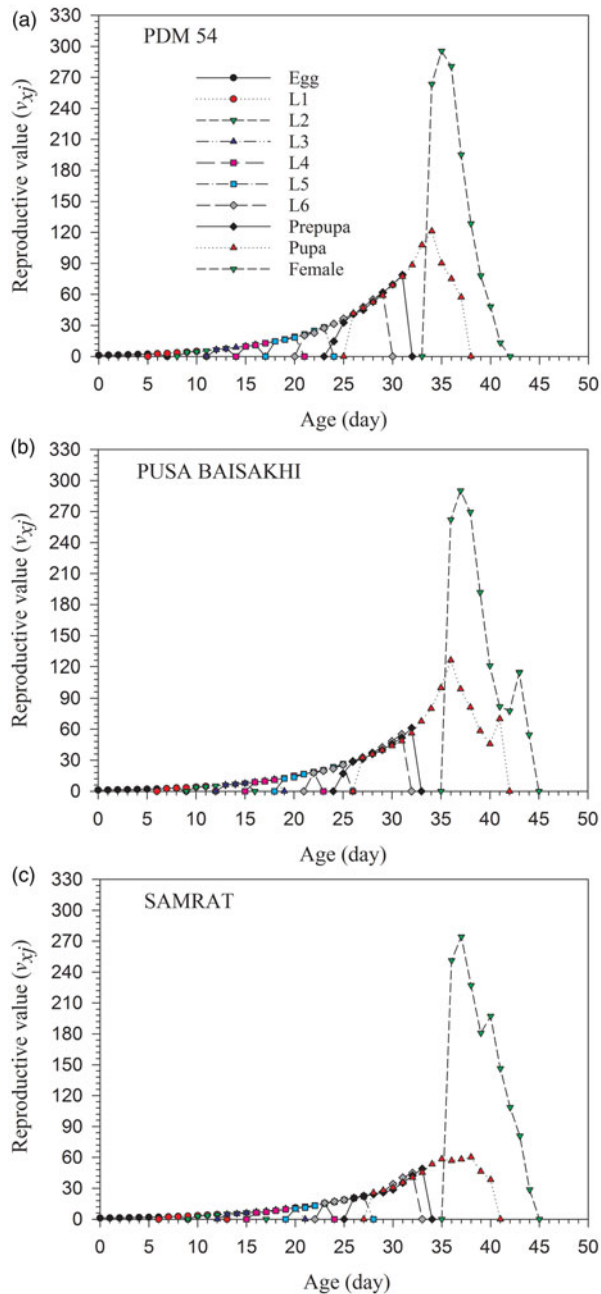 (a)
PDM 54
330
300
270
240
210
180
150
120
90
60
30
0
Reproductive value (vxj)
Egg
L1
L2
L3
L4
L5
L6
Prepupa
Pupa
Female
0 5 10 15 20 25 30 35 40 45 50
Age (day)
(b)
PUSA BAISAKHI
330
300
270
240
210
180
150
120
90
60
30
0
Reproductive value (vxj)
0 5 10 15 20 25 30 35 40 45 50
Age (day)
(c)
SAMRAT
330
300
270
240
210
180
150
120
90
60
30
0
Reproductive value (vxj)
0 5 10 15 20 25 30 35 40 45 50
Age (day)